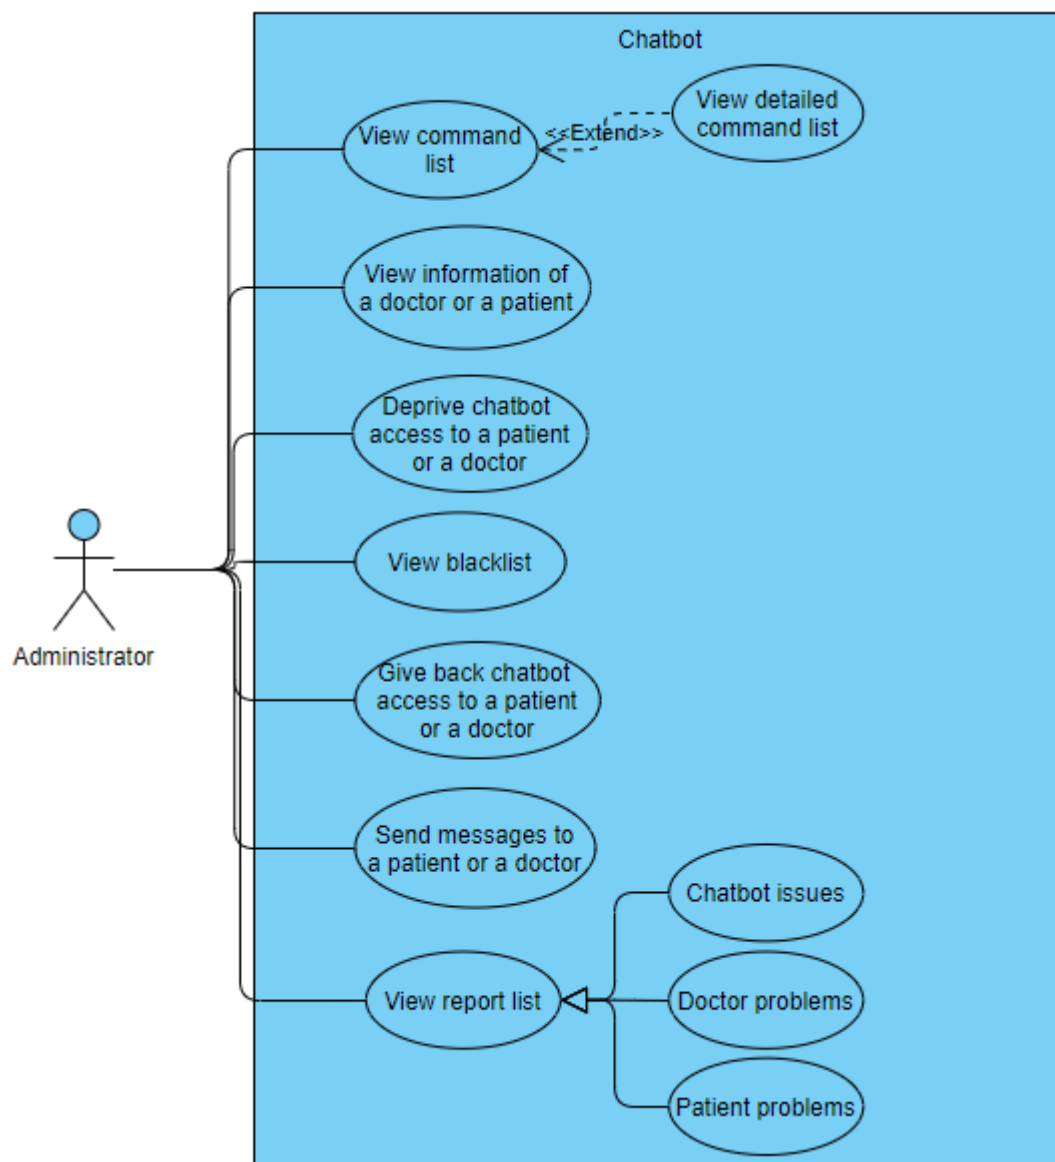 Chatbot
View command
list
<<Extend>>
View detailed
command list
View information of
a doctor or a patient
Deprive chatbot
access to a patient
or a doctor
View blacklist
Administrator
Give back chatbot
access to a patient
or a doctor
Send messages to
a patient or a doctor
Chatbot issues
View report list
Doctor problems
Patient problems